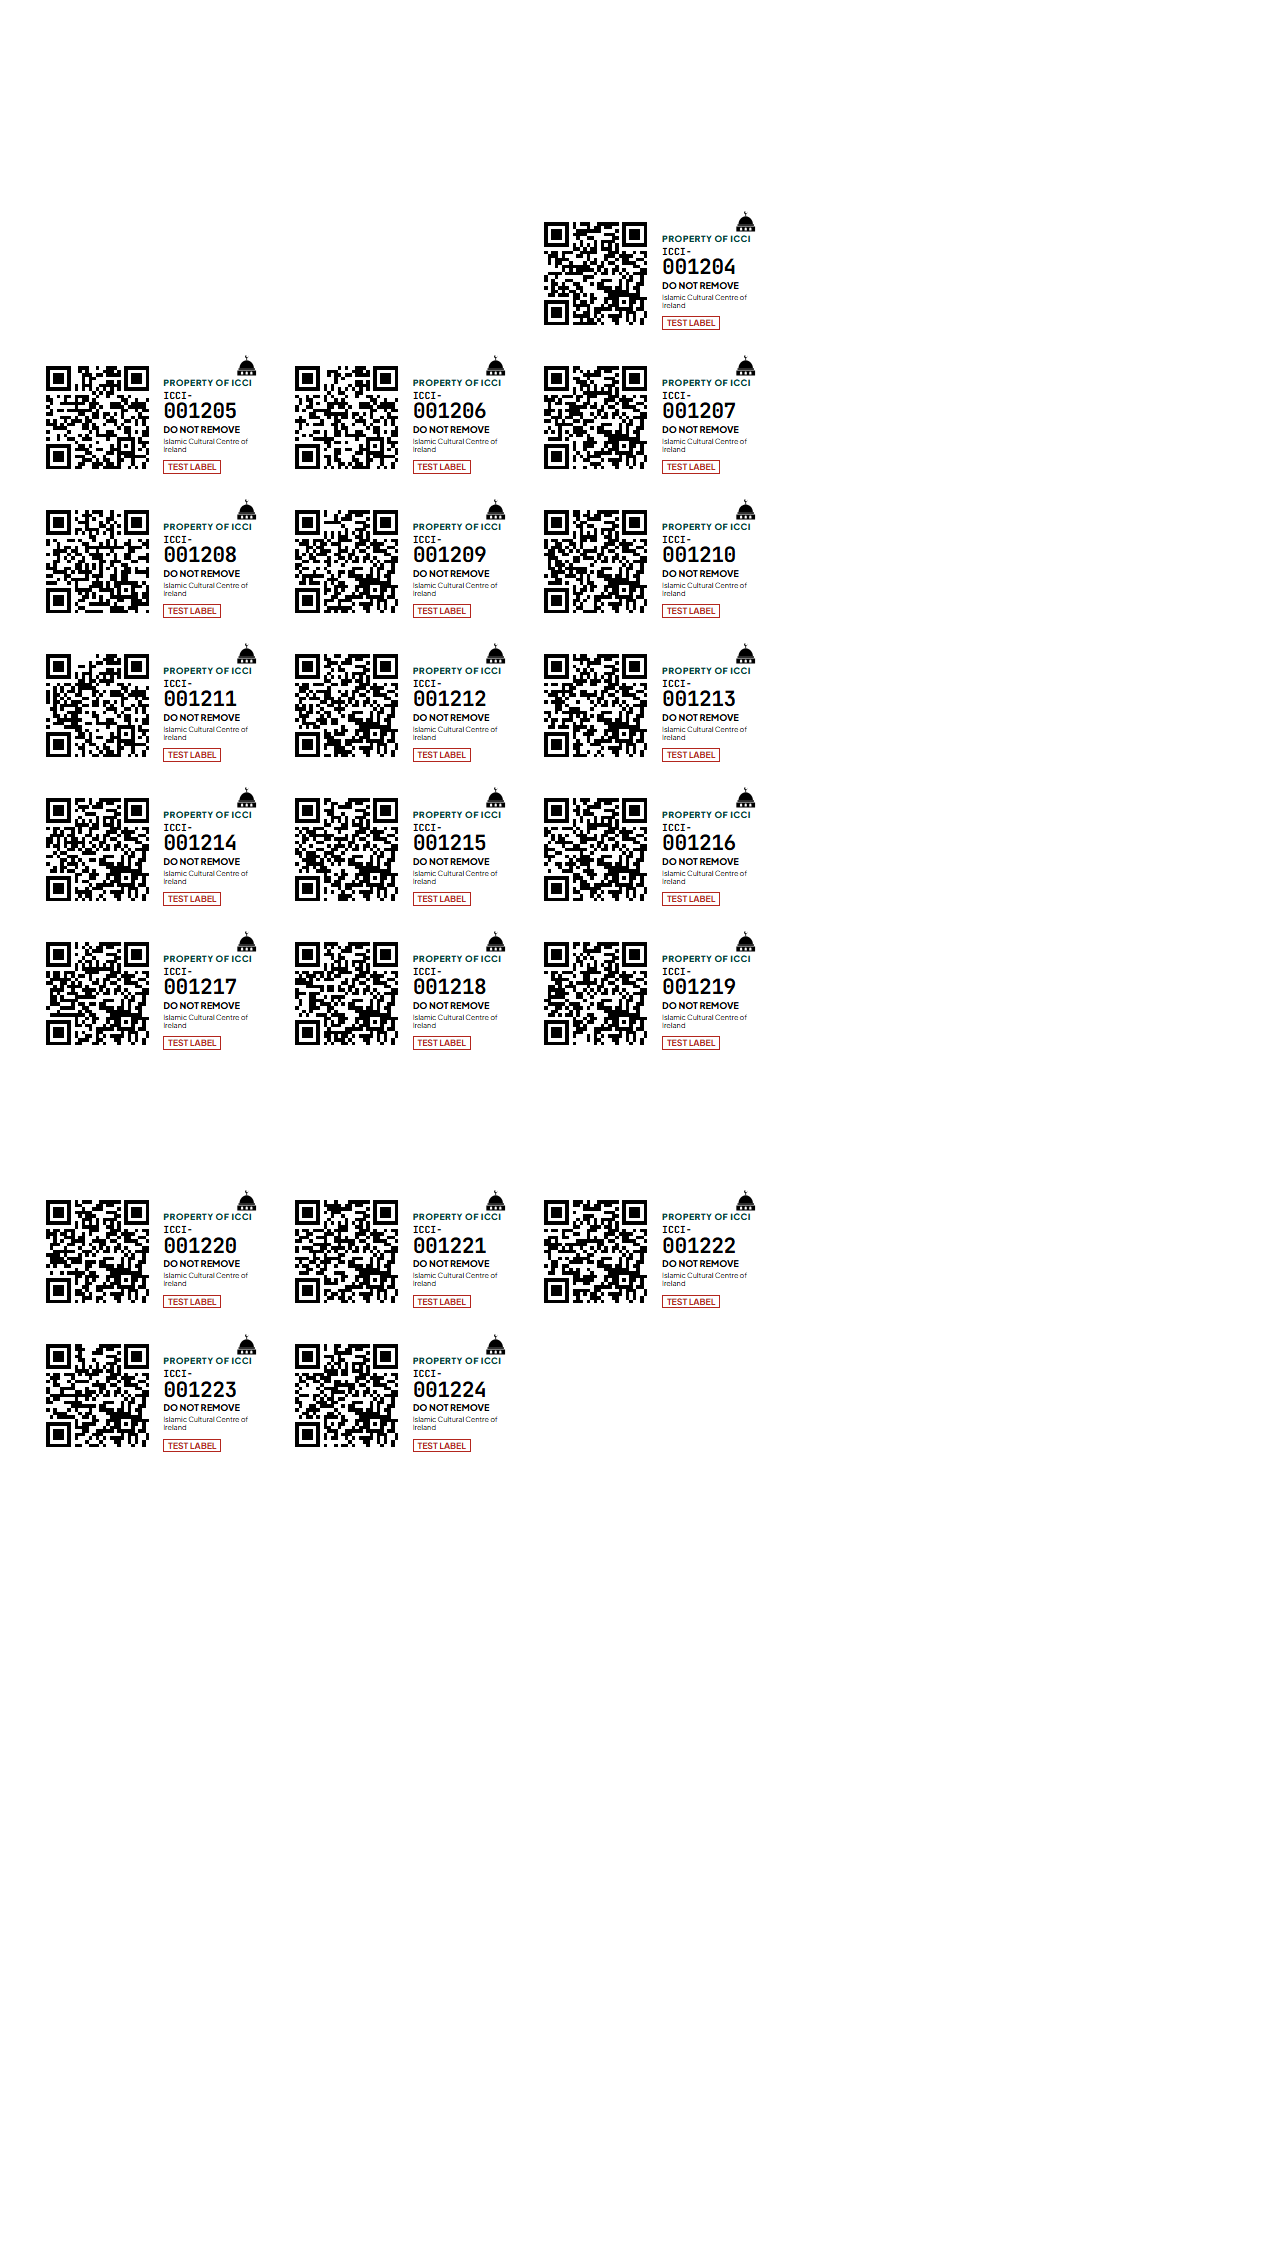 PROPERTY OF ICCI
ICCI-
001204
DO NOT REMOVE
Islamic Cultural Centre of
Ireland
TEST LABEL
PROPERTY OF ICCI
ICCI-
001205
DO NOT REMOVE
Islamic Cultural Centre of
Ireland
TEST LABEL
PROPERTY OF ICCI
ICCI-
001206
DO NOT REMOVE
Islamic Cultural Centre of
Ireland
TEST LABEL
PROPERTY OF ICCI
ICCI-
001207
DO NOT REMOVE
Islamic Cultural Centre of
Ireland
TEST LABEL
PROPERTY OF ICCI
ICCI-
001208
DO NOT REMOVE
Islamic Cultural Centre of
Ireland
TEST LABEL
PROPERTY OF ICCI
ICCI-
001209
DO NOT REMOVE
Islamic Cultural Centre of
Ireland
TEST LABEL
PROPERTY OF ICCI
ICCI-
001210
DO NOT REMOVE
Islamic Cultural Centre of
Ireland
TEST LABEL
PROPERTY OF ICCI
ICCI-
001211
DO NOT REMOVE
Islamic Cultural Centre of
Ireland
TEST LABEL
PROPERTY OF ICCI
ICCI-
001212
DO NOT REMOVE
Islamic Cultural Centre of
Ireland
TEST LABEL
PROPERTY OF ICCI
ICCI-
001213
DO NOT REMOVE
Islamic Cultural Centre of
Ireland
TEST LABEL
PROPERTY OF ICCI
ICCI-
001214
DO NOT REMOVE
Islamic Cultural Centre of
Ireland
TEST LABEL
PROPERTY OF ICCI
ICCI-
001215
DO NOT REMOVE
Islamic Cultural Centre of
Ireland
TEST LABEL
PROPERTY OF ICCI
ICCI-
001216
DO NOT REMOVE
Islamic Cultural Centre of
Ireland
TEST LABEL
PROPERTY OF ICCI
ICCI-
001217
DO NOT REMOVE
Islamic Cultural Centre of
Ireland
TEST LABEL
PROPERTY OF ICCI
ICCI-
001218
DO NOT REMOVE
Islamic Cultural Centre of
Ireland
TEST LABEL
PROPERTY OF ICCI
ICCI-
001219
DO NOT REMOVE
Islamic Cultural Centre of
Ireland
TEST LABEL
PROPERTY OF ICCI
ICCI-
001220
DO NOT REMOVE
Islamic Cultural Centre of
Ireland
TEST LABEL
PROPERTY OF ICCI
ICCI-
001221
DO NOT REMOVE
Islamic Cultural Centre of
Ireland
TEST LABEL
PROPERTY OF ICCI
ICCI-
001222
DO NOT REMOVE
Islamic Cultural Centre of
Ireland
TEST LABEL
PROPERTY OF ICCI
ICCI-
001223
DO NOT REMOVE
Islamic Cultural Centre of
Ireland
TEST LABEL
PROPERTY OF ICCI
ICCI-
001224
DO NOT REMOVE
Islamic Cultural Centre of
Ireland
TEST LABEL